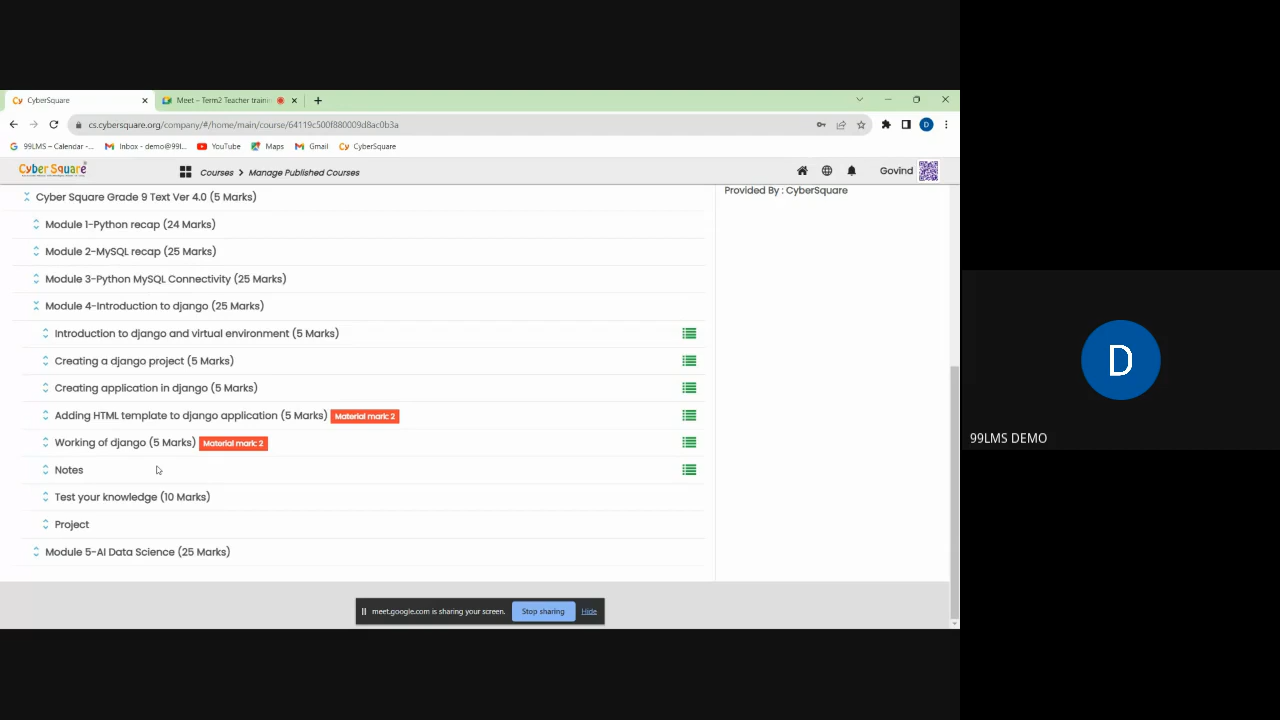 CyberSquare
Meet – Term2 Teacher traini
cs.cybersquare.org/company/#/home/main/course/64119c500f880009d8ac0b3a
99LMS – Calendar -...
Inbox - demo@99l...
YouTube
Maps
Gmail
CyberSquare
Cyber Square
Courses > Manage Published Courses
Govind
Cyber Square Grade 9 Text Ver 4.0 (5 Marks)
Provided By : CyberSquare
Module 1-Python recap (24 Marks)
Module 2-MySQL recap (25 Marks)
Module 3-Python MySQL Connectivity (25 Marks)
Module 4-Introduction to django (25 Marks)
Introduction to django and virtual environment (5 Marks)
Creating a django project (5 Marks)
Creating application in django (5 Marks)
Adding HTML template to django application (5 Marks) Material mark: 2
Working of django (5 Marks) Material mark: 2
Notes
Test your knowledge (10 Marks)
Project
Module 5-AI Data Science (25 Marks)
meet.google.com is sharing your screen.
Stop sharing
Hide
D
99LMS DEMO